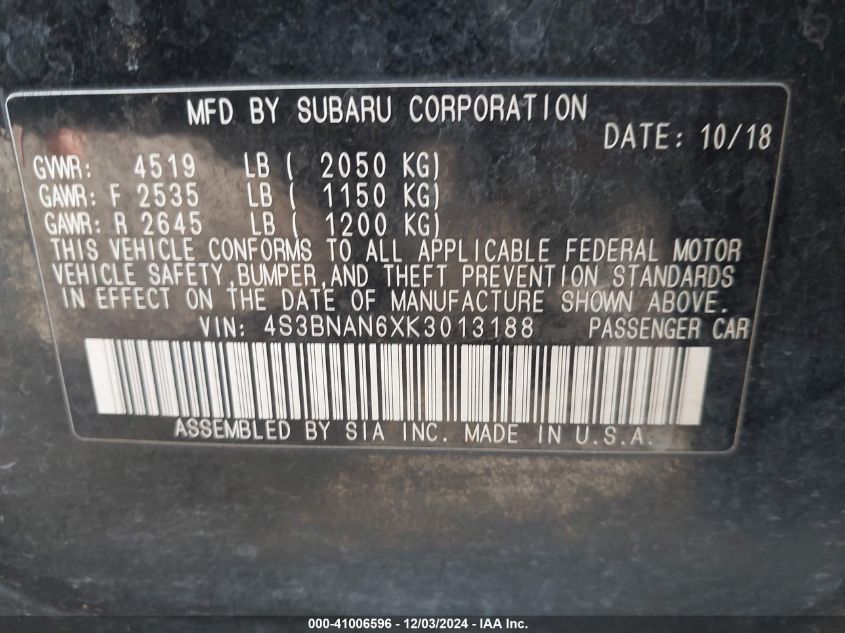 MFD BY SUBARU CORPORATION
DATE: 10/18
GVWR: 4519 LB ( 2050 KG)
GAWR: F 2535 LB ( 1150 KG)
GAWR: R 2645 LB ( 1200 KG)
THIS VEHICLE CONFORMS TO ALL APPLICABLE FEDERAL MOTOR
VEHICLE SAFETY,BUMPER,AND THEFT PREVENTION STANDARDS
IN EFFECT ON THE DATE OF MANUFACTURE SHOWN ABOVE.
VIN: 4S3BNAN6XK3013188 PASSENGER CAR
ASSEMBLED BY SIA INC. MADE IN U.S.A.
000-41006596 - 12/03/2024 - IAA Inc.